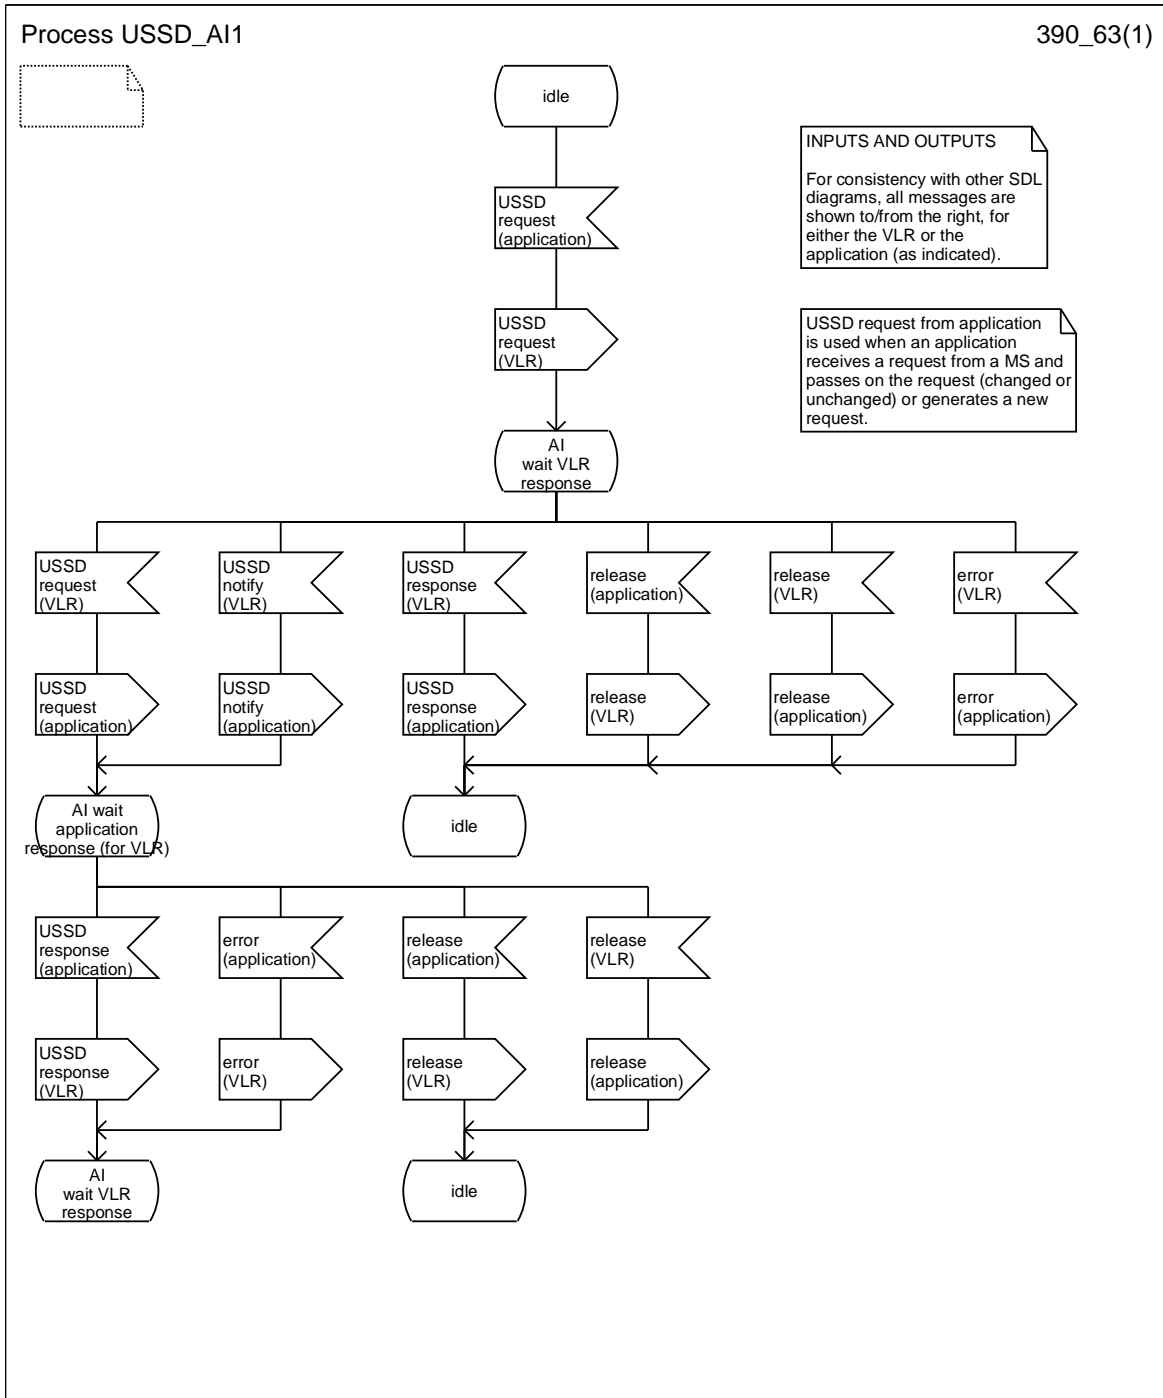 Process USSD_AI1
390_63(1)
idle
INPUTS AND OUTPUTS
For consistency with other SDL
diagrams, all messages are
shown to/from the right, for
either the VLR or the
application (as indicated).
USSD
request
(application)
USSD
request
(VLR)
USSD request from application
is used when an application
receives a request from a MS and
passes on the request (changed or
unchanged) or generates a new
request.
AI
wait VLR
response
USSD
request
(VLR)
USSD
notify
(VLR)
USSD
response
(VLR)
release
(application)
release
(VLR)
error
(VLR)
USSD
request
(application)
USSD
notify
(application)
USSD
response
(application)
release
(VLR)
release
(application)
error
(application)
AI wait
application
response (for VLR)
idle
USSD
response
(application)
error
(application)
release
(application)
release
(VLR)
USSD
response
(VLR)
error
(VLR)
release
(VLR)
release
(application)
AI
wait VLR
response
idle